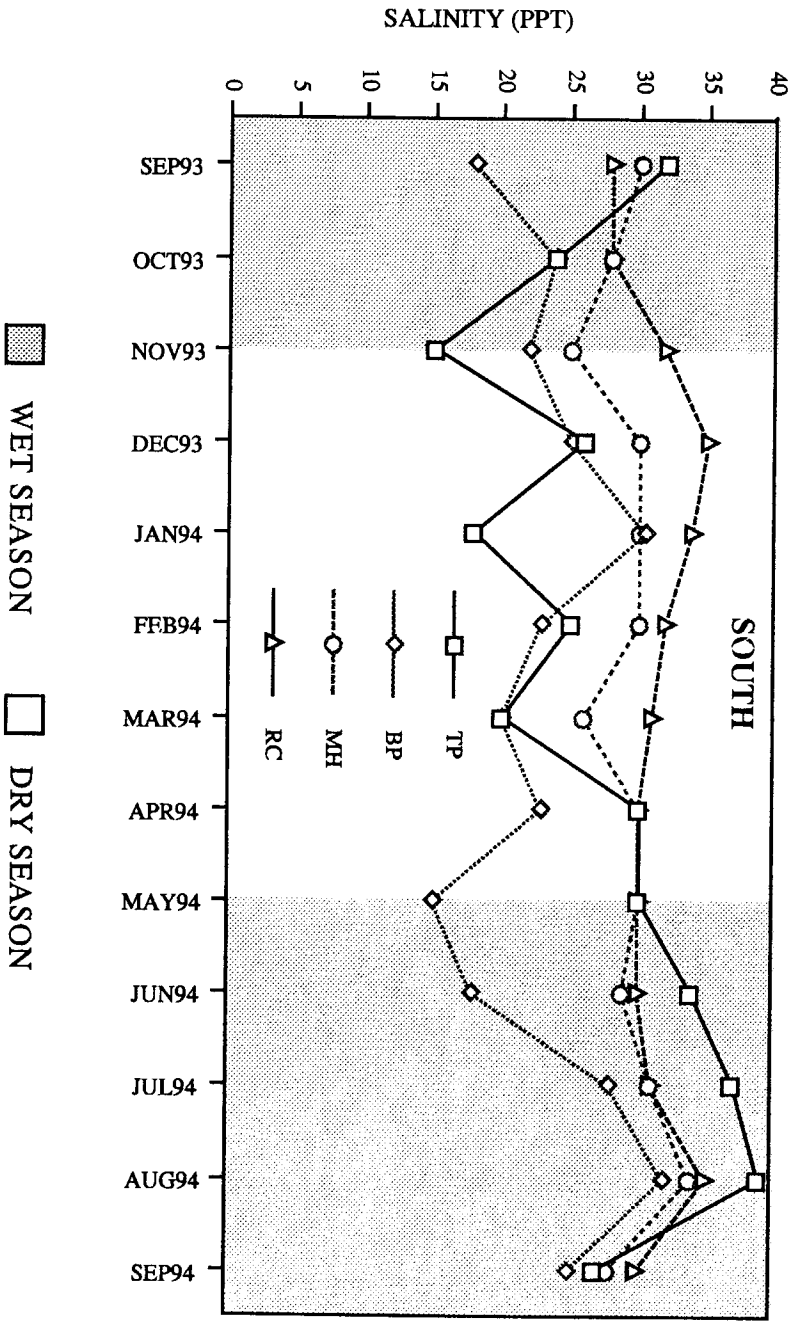 SALINITY (PPT)
0
5
10
15
20
25
30
35
40
SOUTH
TP
BP
MH
RC
SEP93
OCT93
NOV93
DEC93
JAN94
FEB94
MAR94
APR94
MAY94
JUN94
JUL94
AUG94
SEP94
WET SEASON
DRY SEASON